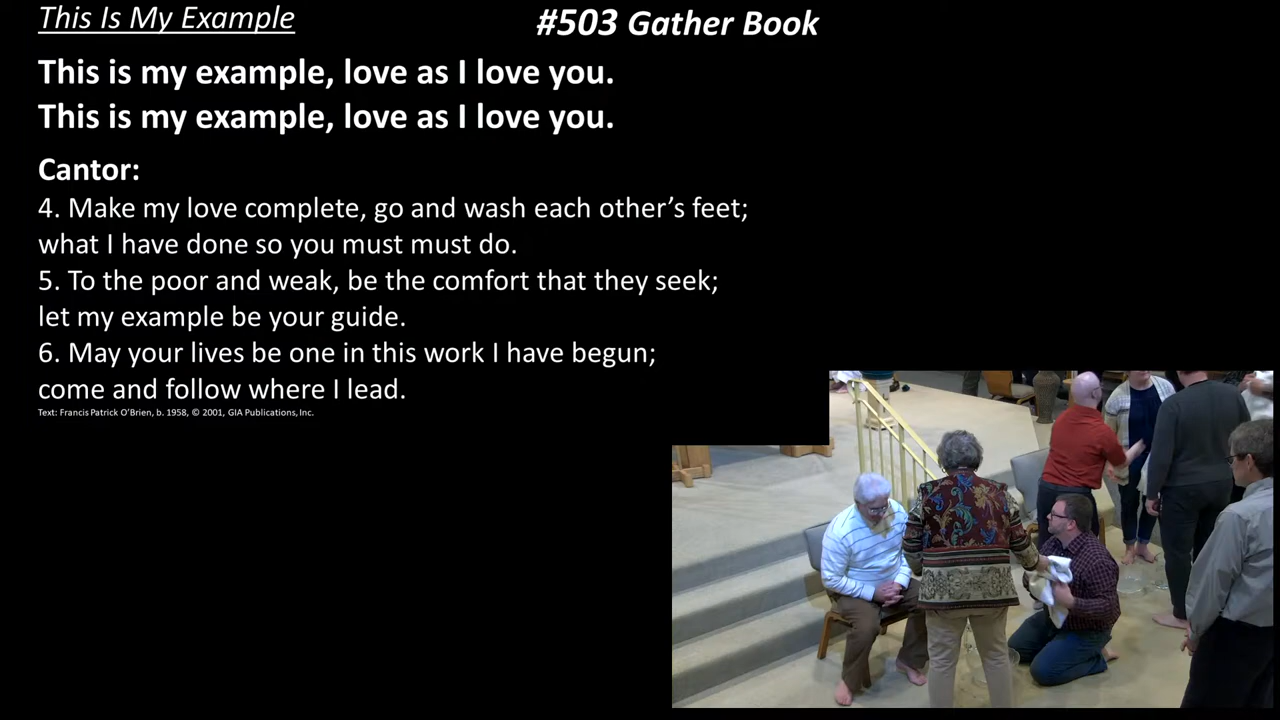 This Is My Example
#503 Gather Book
This is my example, love as I love you.
This is my example, love as I love you.
Cantor:
4. Make my love complete, go and wash each other’s feet;
what I have done so you must must do.
5. To the poor and weak, be the comfort that they seek;
let my example be your guide.
6. May your lives be one in this work I have begun;
come and follow where I lead.
Text: Francis Patrick O’Brien, b. 1958, © 2001, GIA Publications, Inc.